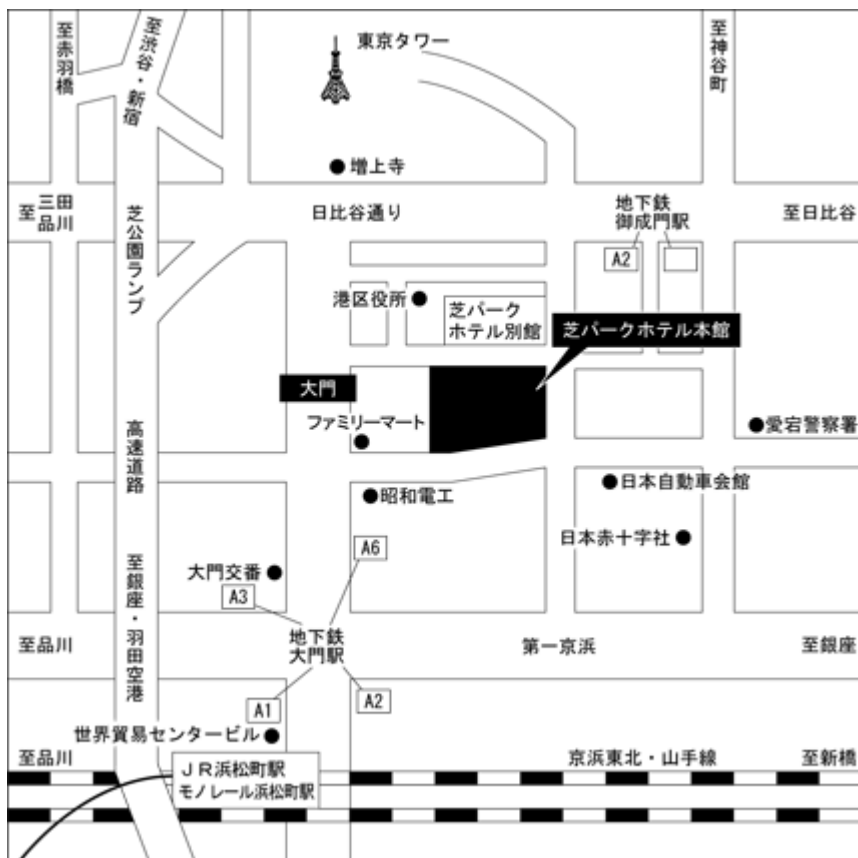 至赤羽橋
至渋谷・新宿
東京タワー
至神谷町
増上寺
至三田
品川
日比谷通り
地下鉄
御成門駅
至日比谷
A2
芝公園ランプ
港区役所
芝パーク
ホテル別館
芝パークホテル本館
大門
ファミリーマート
愛宕警察署
高速道路
昭和電工
日本自動車会館
日本赤十字社
A6
大門交番
A3
至銀座・羽田空港
至品川
地下鉄
大門駅
第一京浜
至銀座
A1
A2
世界貿易センタービル
至品川
JR浜松町駅
モノレール浜松町駅
京浜東北・山手線
至新橋